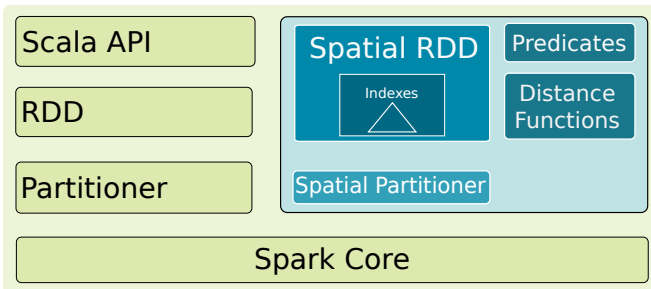 Scala API
RDD
Partitioner
Spatial RDD
Indexes
Predicates
Distance
Functions
Spatial Partitioner
Spark Core